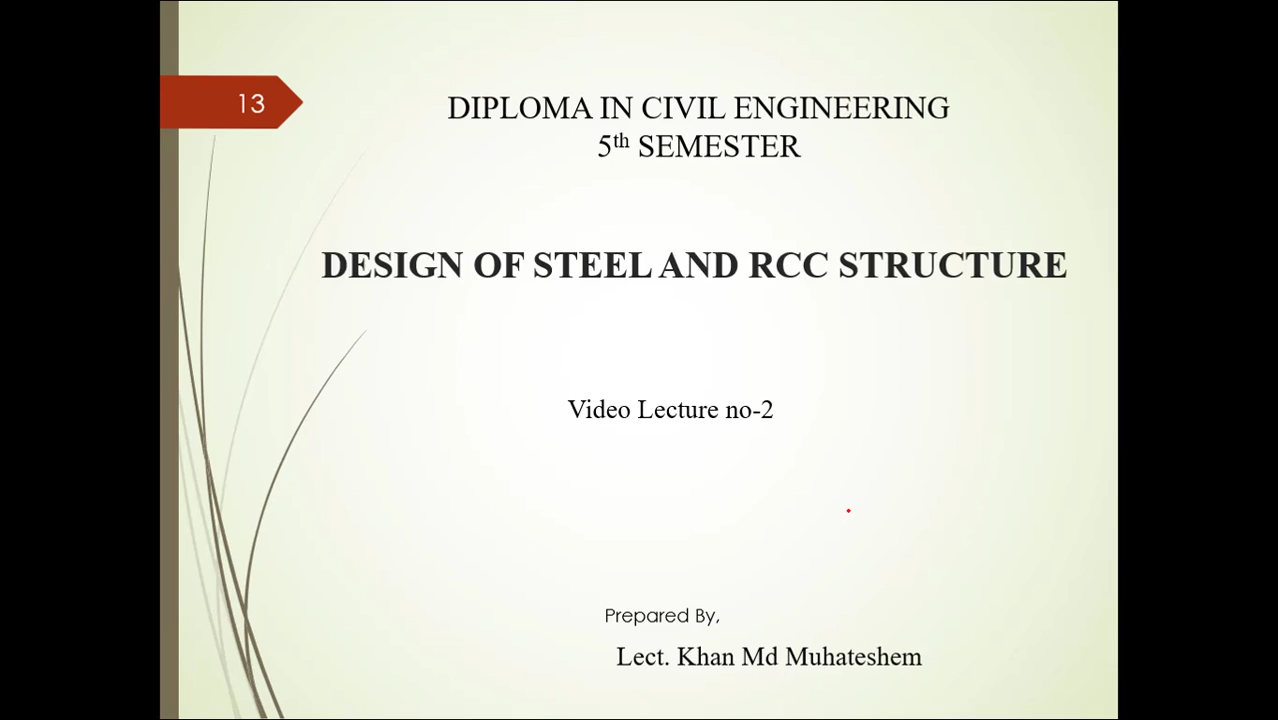 13
DIPLOMA IN CIVIL ENGINEERING
5th SEMESTER
DESIGN OF STEEL AND RCC STRUCTURE
Video Lecture no-2
Prepared By,
Lect. Khan Md Muhateshem